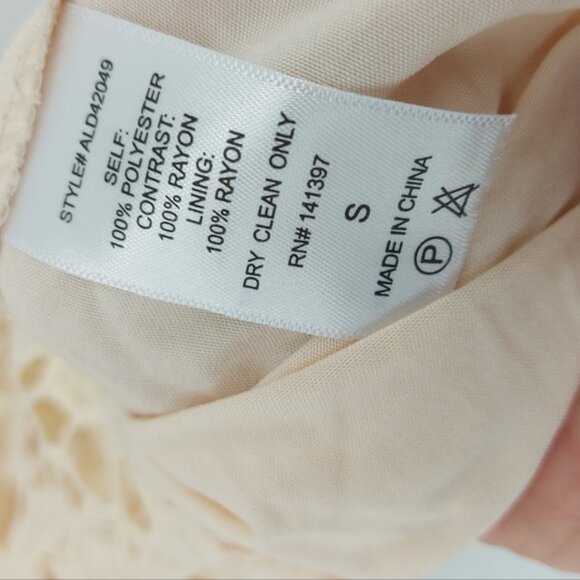 STYLE# ALD42049
SELF:
100% POLYESTER
CONTRAST:
100% RAYON
LINING:
100% RAYON
DRY CLEAN ONLY
RN# 141397
S
MADE IN CHINA
P